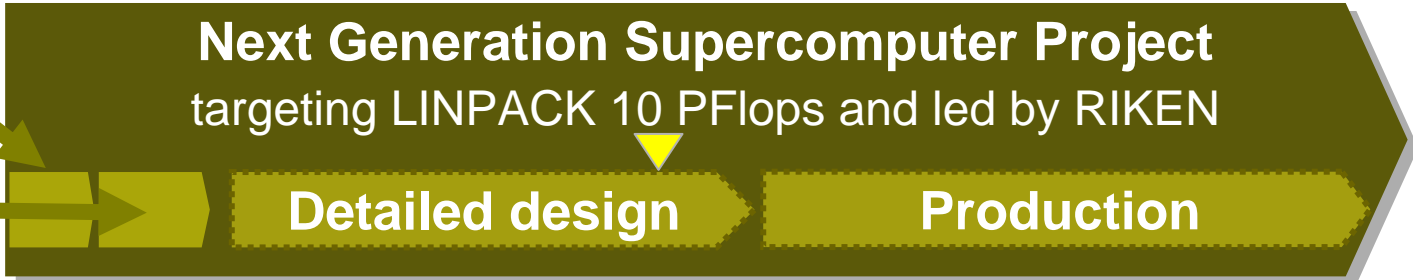 Next Generation Supercomputer Project
targeting LINPACK 10 PFlops and led by RIKEN
Detailed design
Production